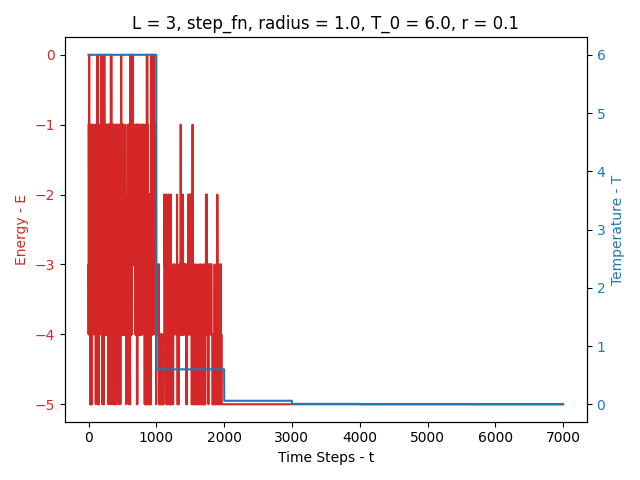 L = 3, step_fn, radius = 1.0, T_0 = 6.0, r = 0.1
Energy - E
0
−1
−2
−3
−4
−5
6
5
4
3
2
1
0
Temperature - T
0 1000 2000 3000 4000 5000 6000 7000
Time Steps - t